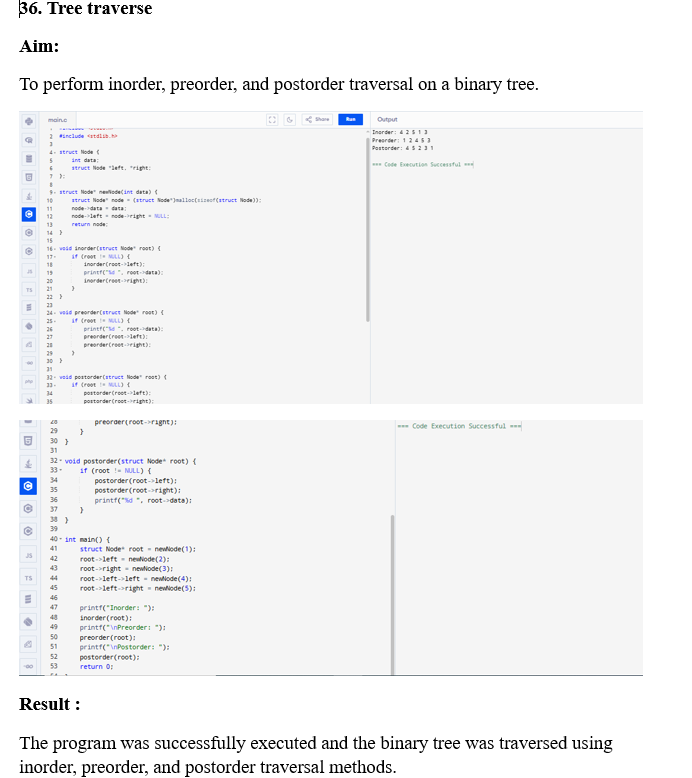 36. Tree traverse
Aim:
To perform inorder, preorder, and postorder traversal on a binary tree.
main.c
Share
Run
Output
2 #include <stdlib.h>
3
4- struct Node {
5 int data;
6 struct Node *left, *right;
7 };
8
9- struct Node* newNode(int data) {
10 struct Node* node = (struct Node*)malloc(sizeof(struct Node));
11 node->data = data;
12 node->left = node->right = NULL;
13 return node;
14 }
15
16- void inorder(struct Node* root) {
17- if (root != NULL) {
18 inorder(root->left);
19 printf("%d ", root->data);
20 inorder(root->right);
21 }
22 }
23
24- void preorder(struct Node* root) {
25- if (root != NULL) {
26 printf("%d ", root->data);
27 preorder(root->left);
28 preorder(root->right);
29 }
30 }
31
32- void postorder(struct Node* root) {
33- if (root != NULL) {
34 postorder(root->left);
35 postorder(root->right);
Inorder: 4 2 5 1 3
Preorder: 1 2 4 5 3
Postorder: 4 5 2 3 1
=== Code Execution Successful ===
JS
TS
php
28 preorder(root->right);
29 }
30 }
31
32- void postorder(struct Node* root) {
33- if (root != NULL) {
34 postorder(root->left);
35 postorder(root->right);
36 printf("%d ", root->data);
37 }
38 }
39
40- int main() {
41 struct Node* root = newNode(1);
42 root->left = newNode(2);
43 root->right = newNode(3);
44 root->left->left = newNode(4);
45 root->left->right = newNode(5);
46
47 printf("Inorder: ");
48 inorder(root);
49 printf("\nPreorder: ");
50 preorder(root);
51 printf("\nPostorder: ");
52 postorder(root);
53 return 0;
=== Code Execution Successful ===
JS
TS
GO
Result :
The program was successfully executed and the binary tree was traversed using
inorder, preorder, and postorder traversal methods.